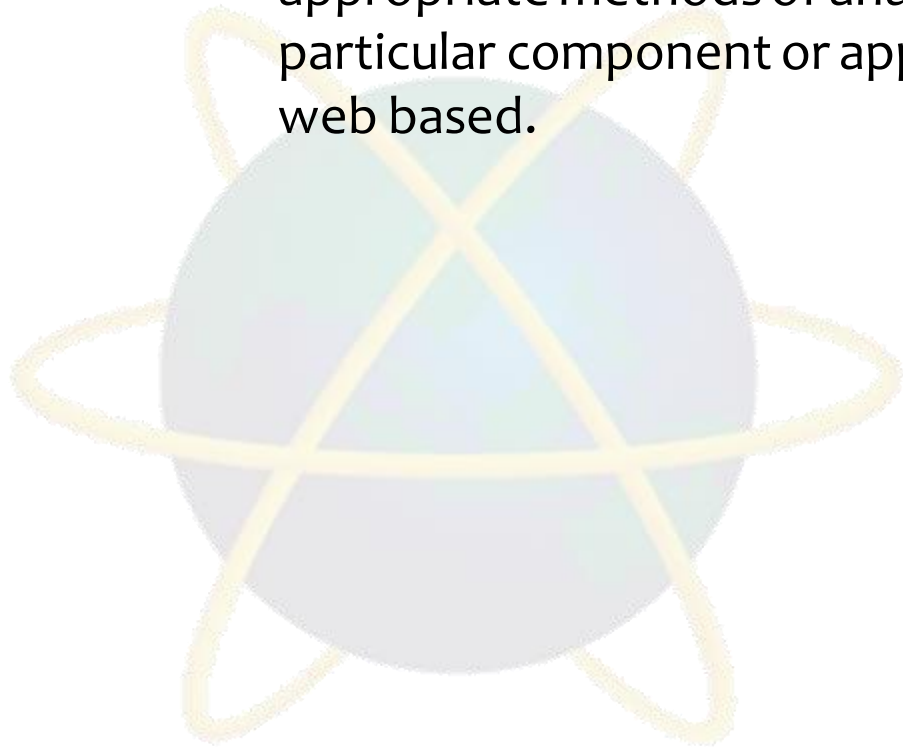 appropriate methods of
particular component or
web based.